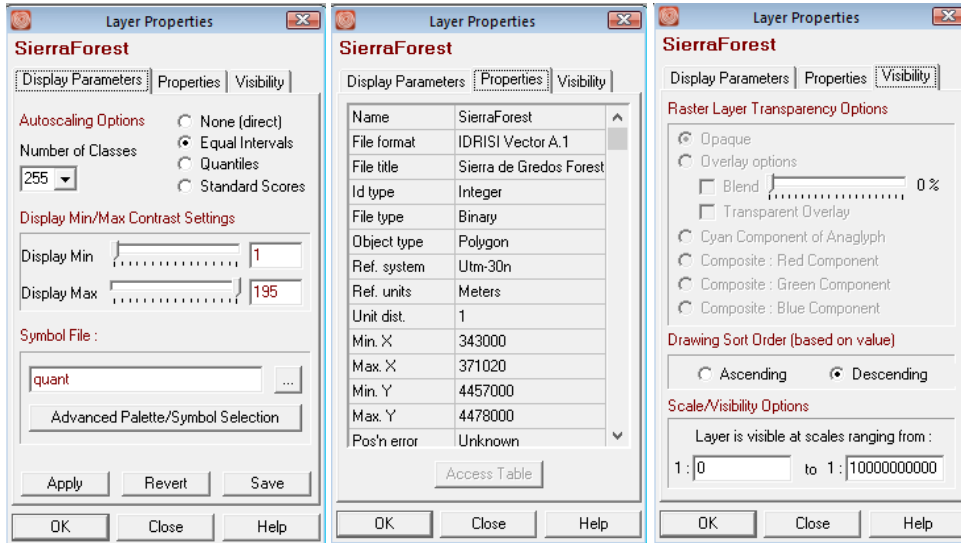 Layer Properties
SierraForest
Display Parameters Properties Visibility
Autoscaling Options
None (direct)
Number of Classes
Equal Intervals
255
Quantiles
Standard Scores
Display Min/Max Contrast Settings
Display Min 1
Display Max 195
Symbol File :
quant
...
Advanced Palette/Symbol Selection
Apply Revert Save
OK Close Help
Layer Properties
SierraForest
Display Parameters Properties Visibility
Name SierraForest
File format IDRISI Vector A.1
File title Sierra de Gredos Forest
Id type Integer
File type Binary
Object type Polygon
Ref. system Utm-30n
Ref. units Meters
Unit dist. 1
Min. X 343000
Max. X 371020
Min. Y 4457000
Max. Y 4478000
Pos'n error Unknown
Access Table
OK Close Help
Layer Properties
SierraForest
Display Parameters Properties Visibility
Raster Layer Transparency Options
Opaque
Overlay options
Blend 0 %
Transparent Overlay
Cyan Component of Anaglyph
Composite : Red Component
Composite : Green Component
Composite : Blue Component
Drawing Sort Order (based on value)
Ascending Descending
Scale/Visibility Options
Layer is visible at scales ranging from :
1 : 0 to 1 : 10000000000
OK Close Help